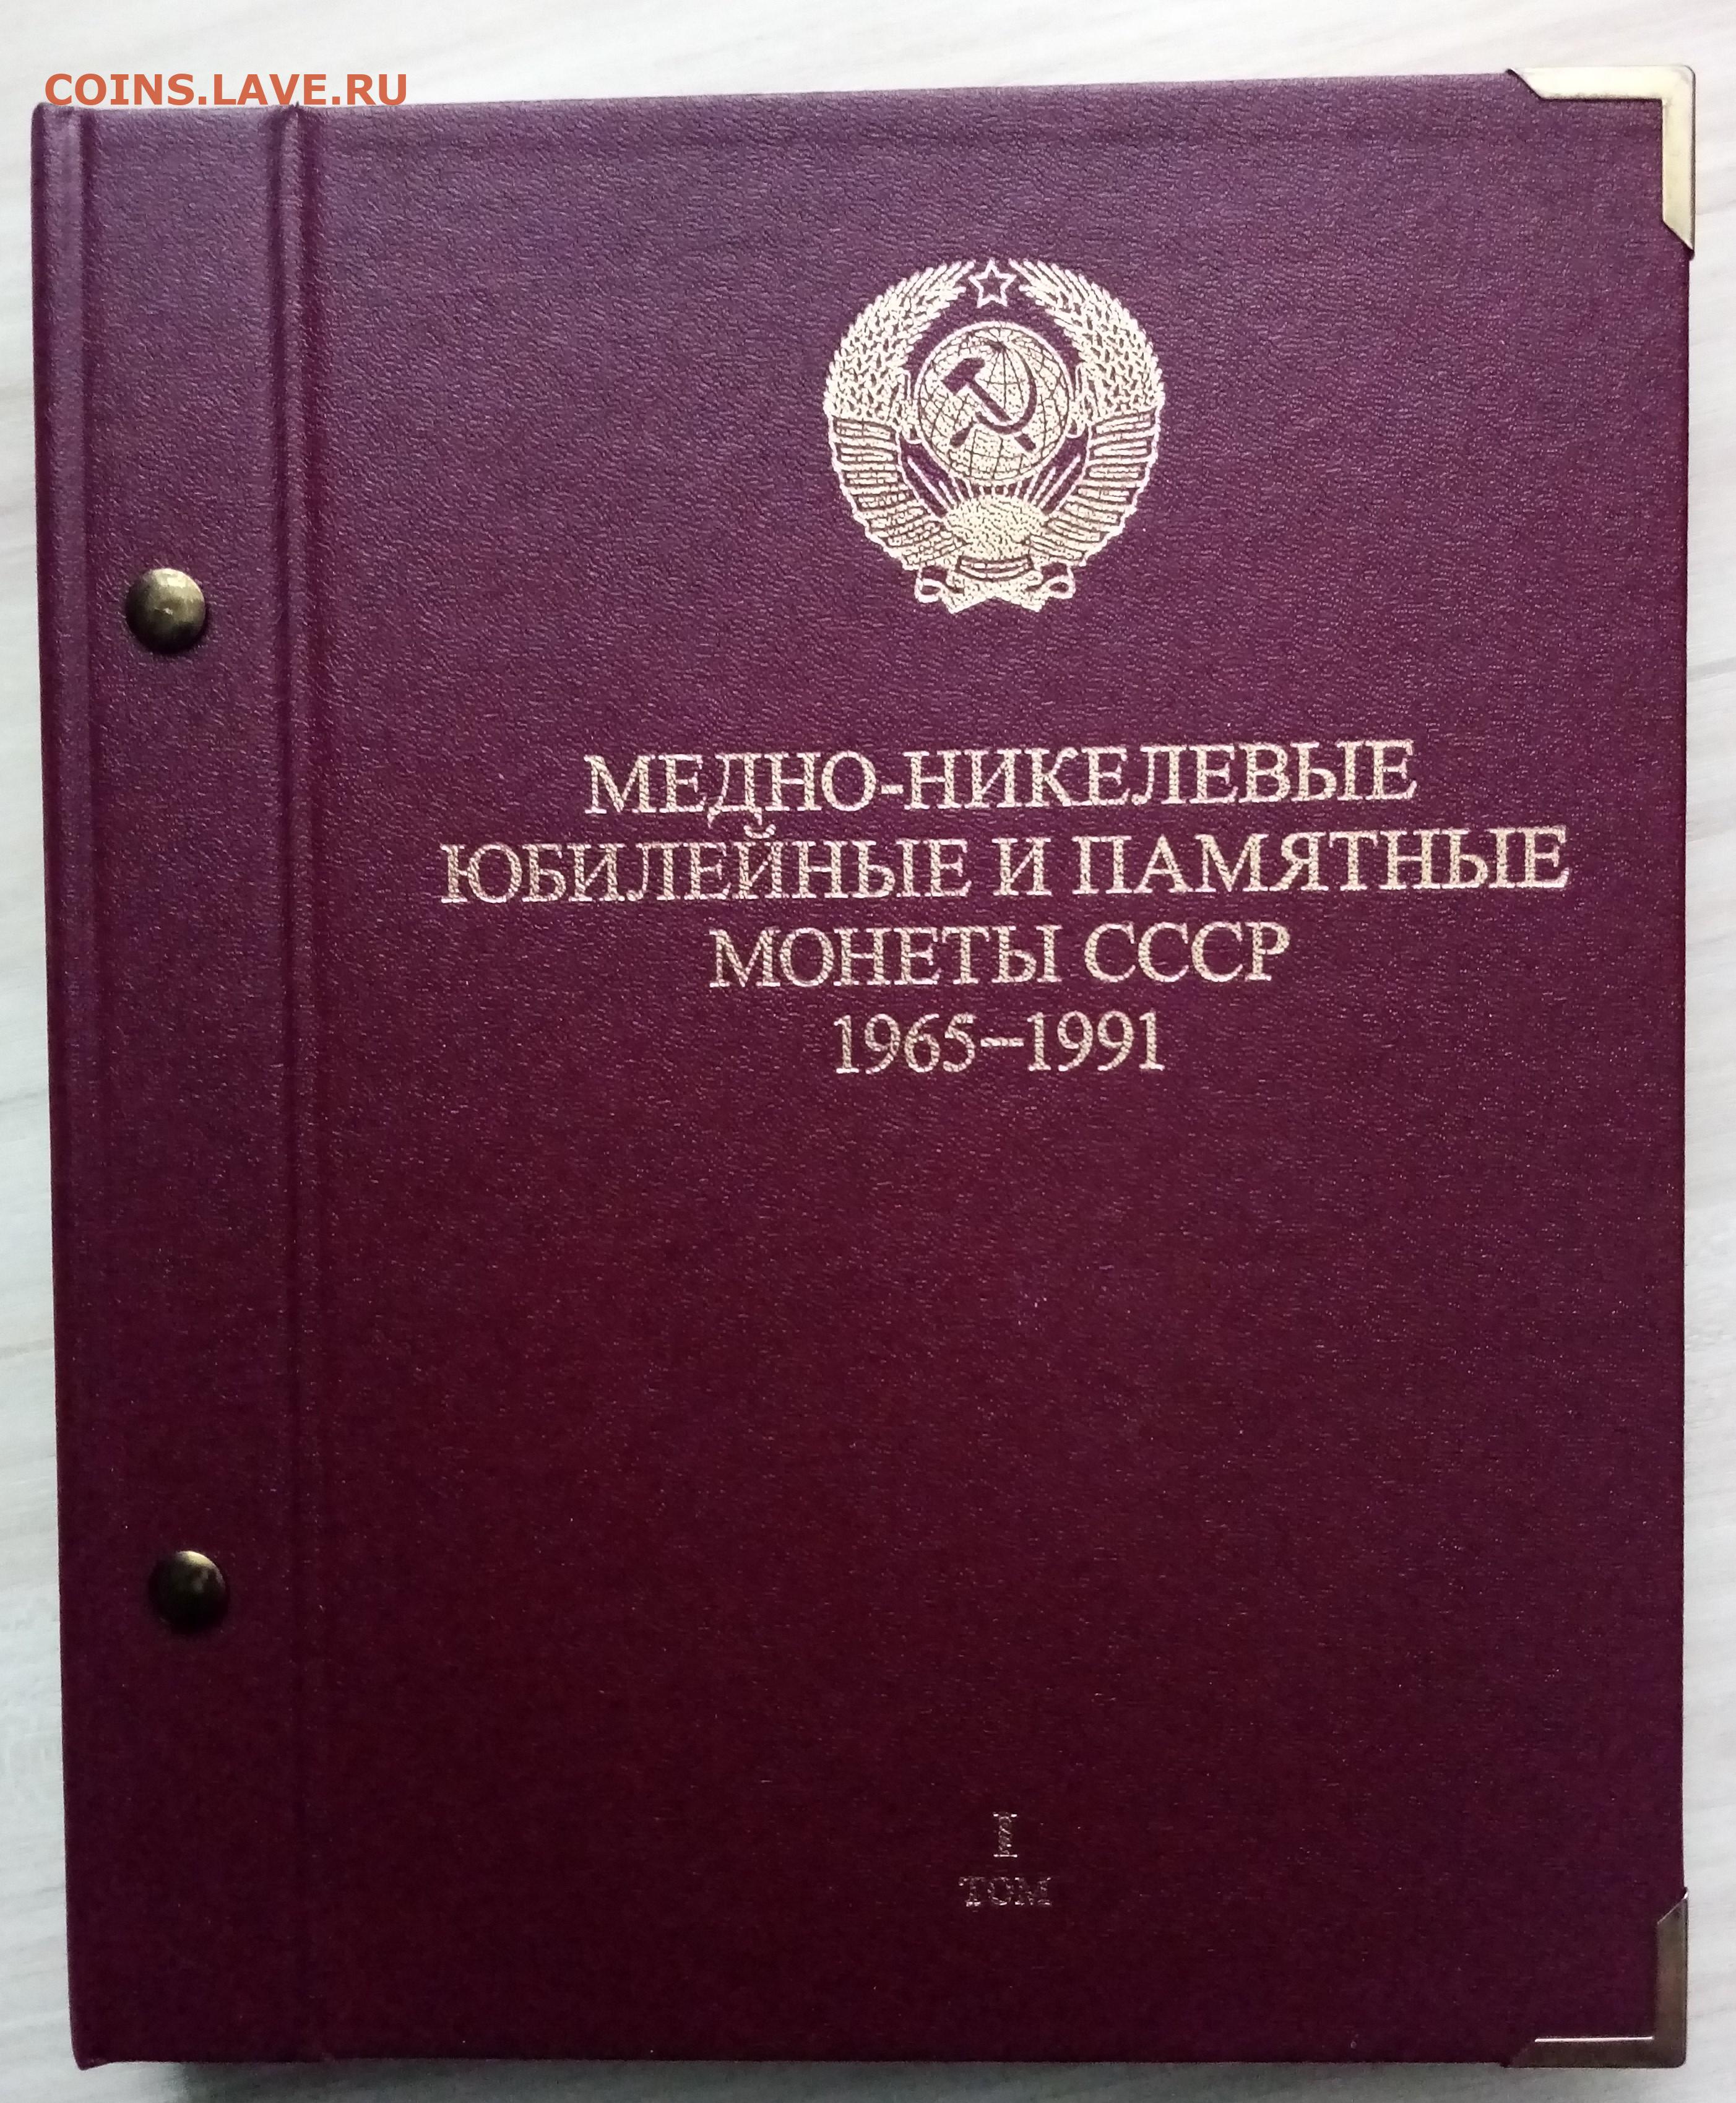 COINS.LAVE.RU
МЕДНО-НИКЕЛЕВЫЕ
ЮБИЛЕЙНЫЕ И ПАМЯТНЫЕ
МОНЕТЫ СССР
1965–1991
I
ТОМ